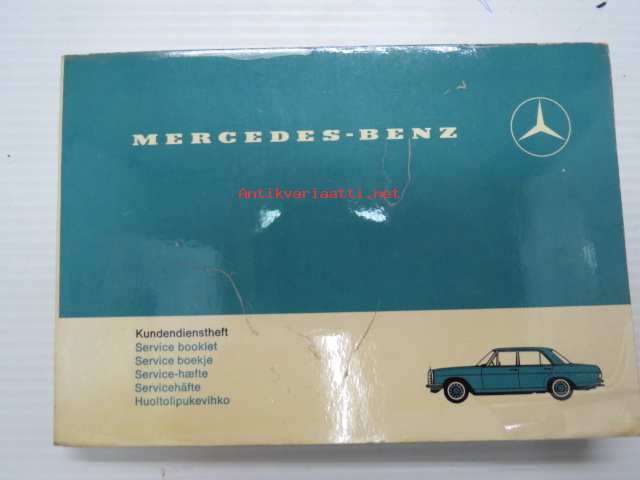 MERCEDES-BENZ
Antikvariaatti.net
Kundendienstheft
Service booklet
Service boekje
Service-hæfte
Servicehäfte
Huoltolipukevihko